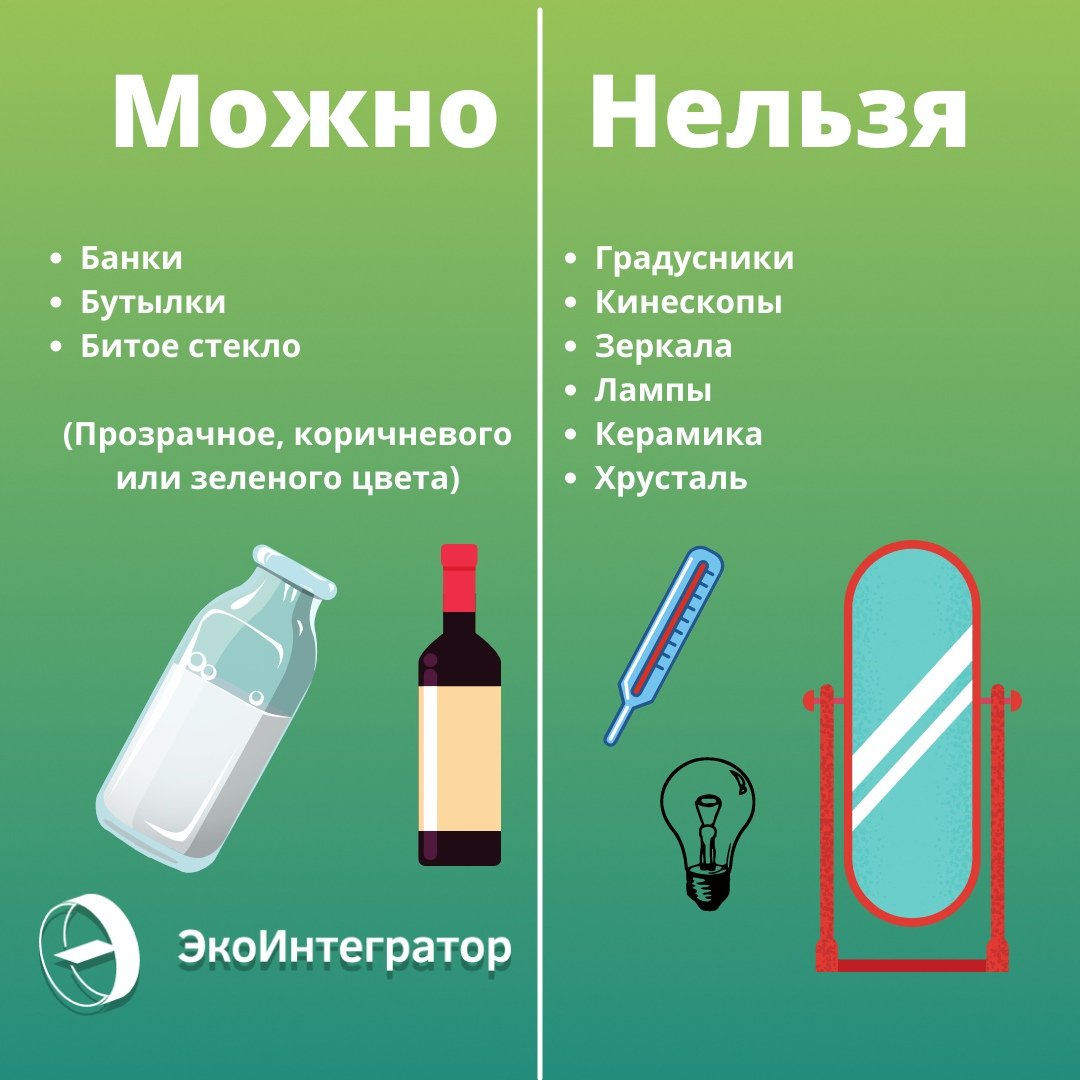 Можно
• Банки
• Бутылки
• Битое стекло
(Прозрачное, коричневого
или зеленого цвета)
Нельзя
• Градусники
• Кинескопы
• Зеркала
• Лампы
• Керамика
• Хрусталь
ЭкоИнтегратор